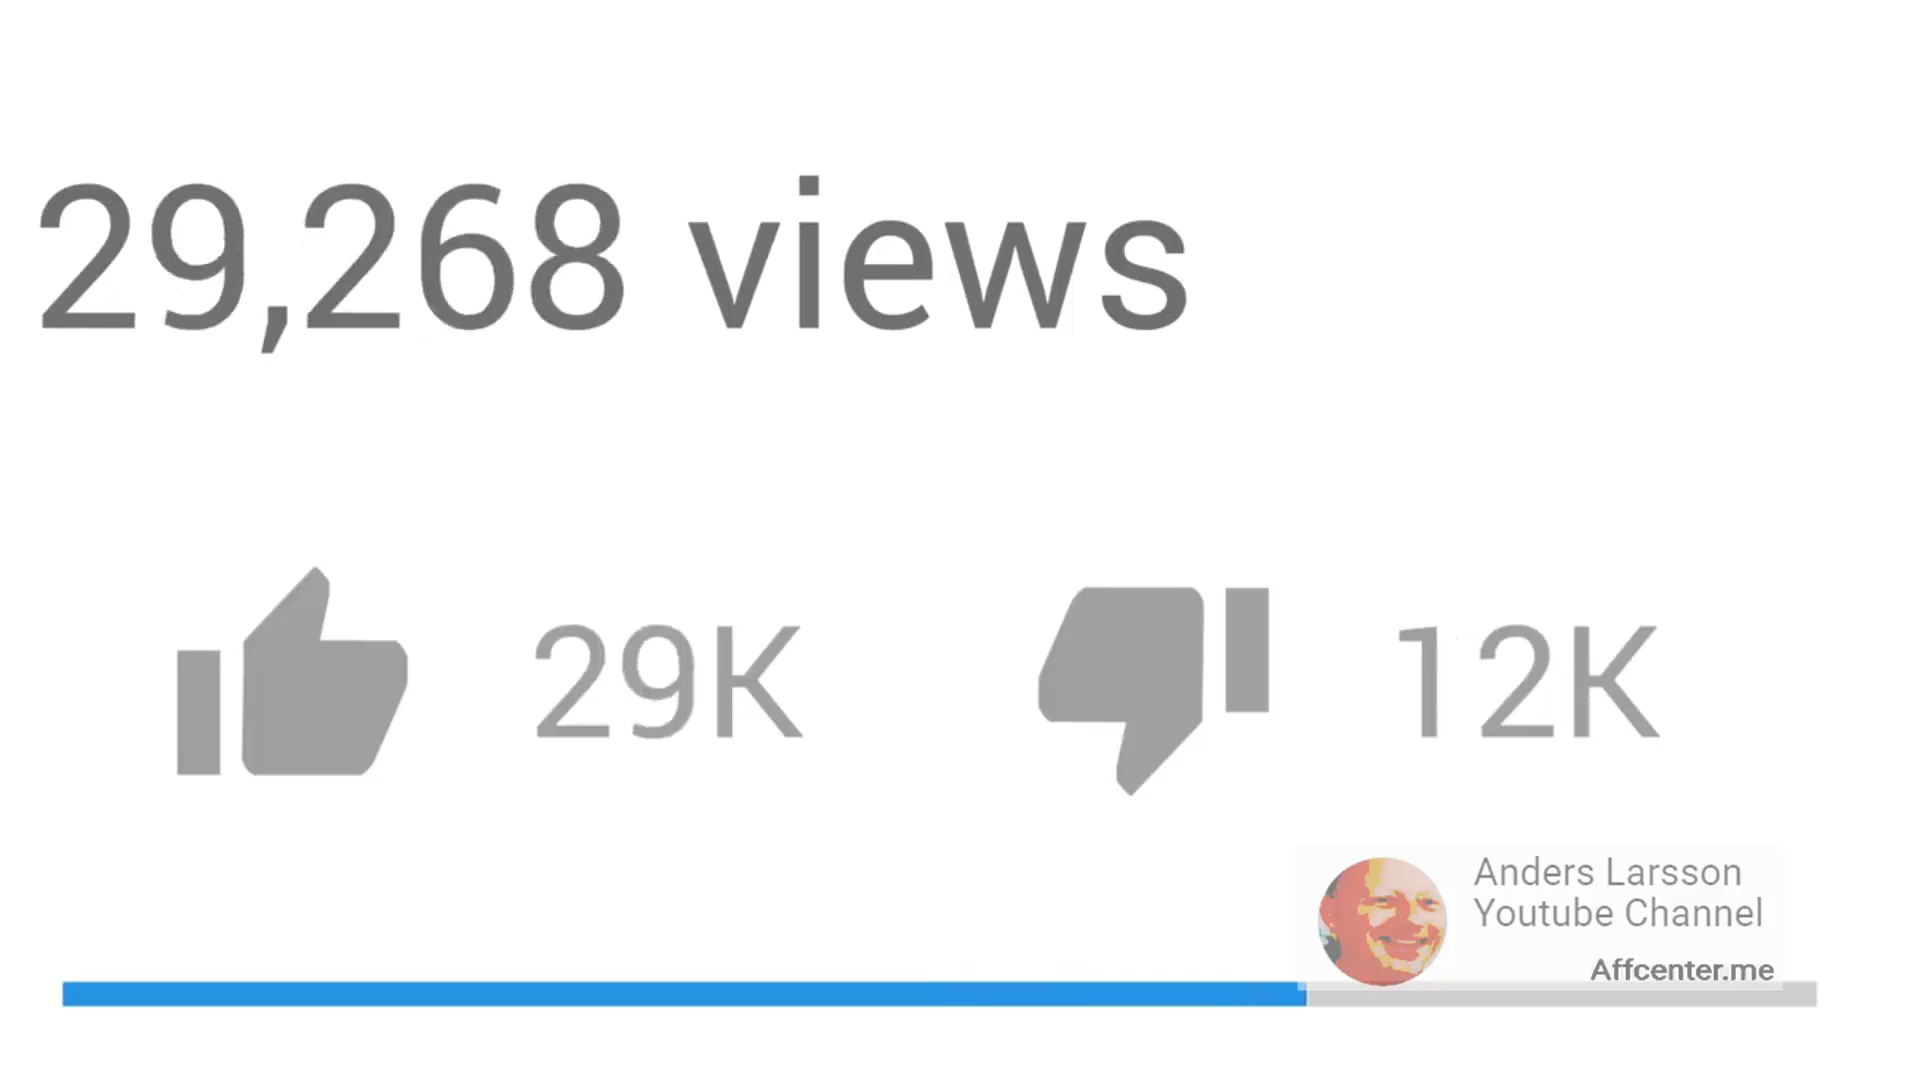 29,268 views
29K
12K
Anders Larsson
Youtube Channel
Affcenter.me